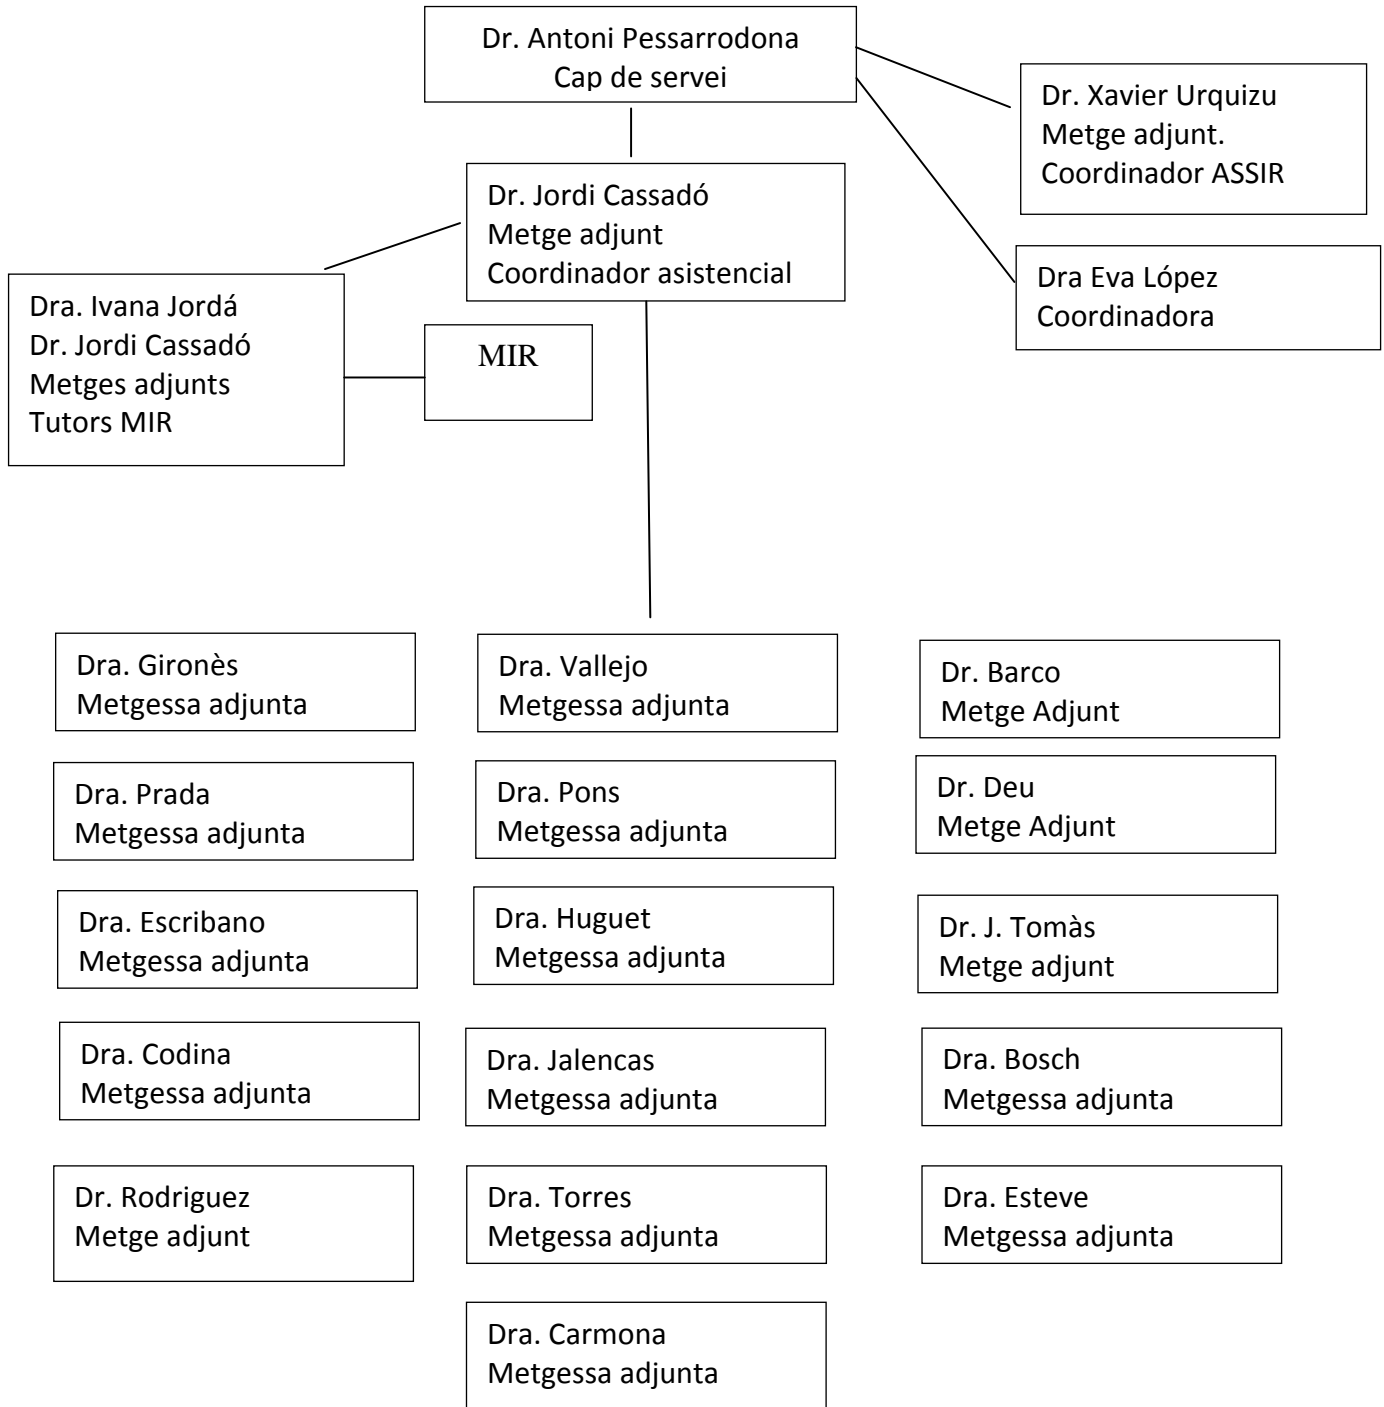 Dr. Antoni Pessarrodona
Cap de servei
Dr. Xavier Urquizu
Metge adjunt.
Coordinador ASSIR
Dr. Jordi Cassadó
Metge adjunt
Coordinador asistencial
Dra Eva López
Coordinadora
Dra. Ivana Jordá
Dr. Jordi Cassadó
Metges adjunts
Tutors MIR
MIR
Dra. Gironès
Metgessa adjunta
Dra. Vallejo
Metgessa adjunta
Dr. Barco
Metge Adjunt
Dra. Prada
Metgessa adjunta
Dra. Pons
Metgessa adjunta
Dr. Deu
Metge Adjunt
Dra. Escribano
Metgessa adjunta
Dra. Huguet
Metgessa adjunta
Dr. J. Tomàs
Metge adjunt
Dra. Codina
Metgessa adjunta
Dra. Jalencas
Metgessa adjunta
Dra. Bosch
Metgessa adjunta
Dr. Rodriguez
Metge adjunt
Dra. Torres
Metgessa adjunta
Dra. Esteve
Metgessa adjunta
Dra. Carmona
Metgessa adjunta